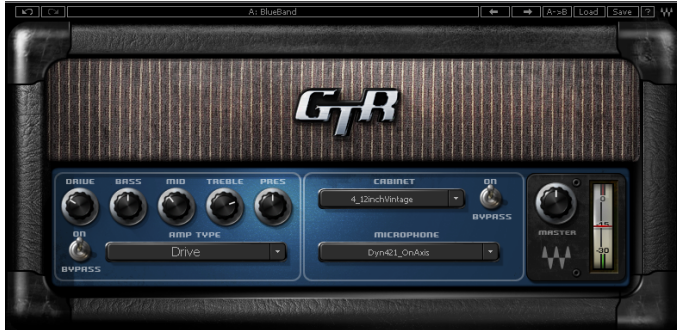 A: BlueBand
A->B
Load
Save
?
GTR
DRIVE BASS MID TREBLE PRES
ON
AMP TYPE
Drive
BYPASS
CABINET
4_12inchVintage
ON
BYPASS
MICROPHONE
Dyn421_OnAxis
MASTER
0
-15
-30